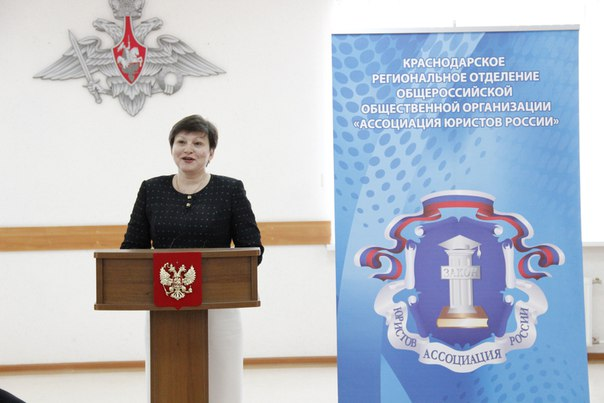 КРАСНОДАРСКОЕ
РЕГИОНАЛЬНОЕ ОТДЕЛЕНИЕ
ОБЩЕРОССИЙСКОЙ
ОБЩЕСТВЕННОЙ ОРГАНИЗАЦИИ
«АССОЦИАЦИЯ ЮРИСТОВ РОССИИ»
ЗАКОН
ЮРИСТОВ АССОЦИАЦИЯ РОССИИ